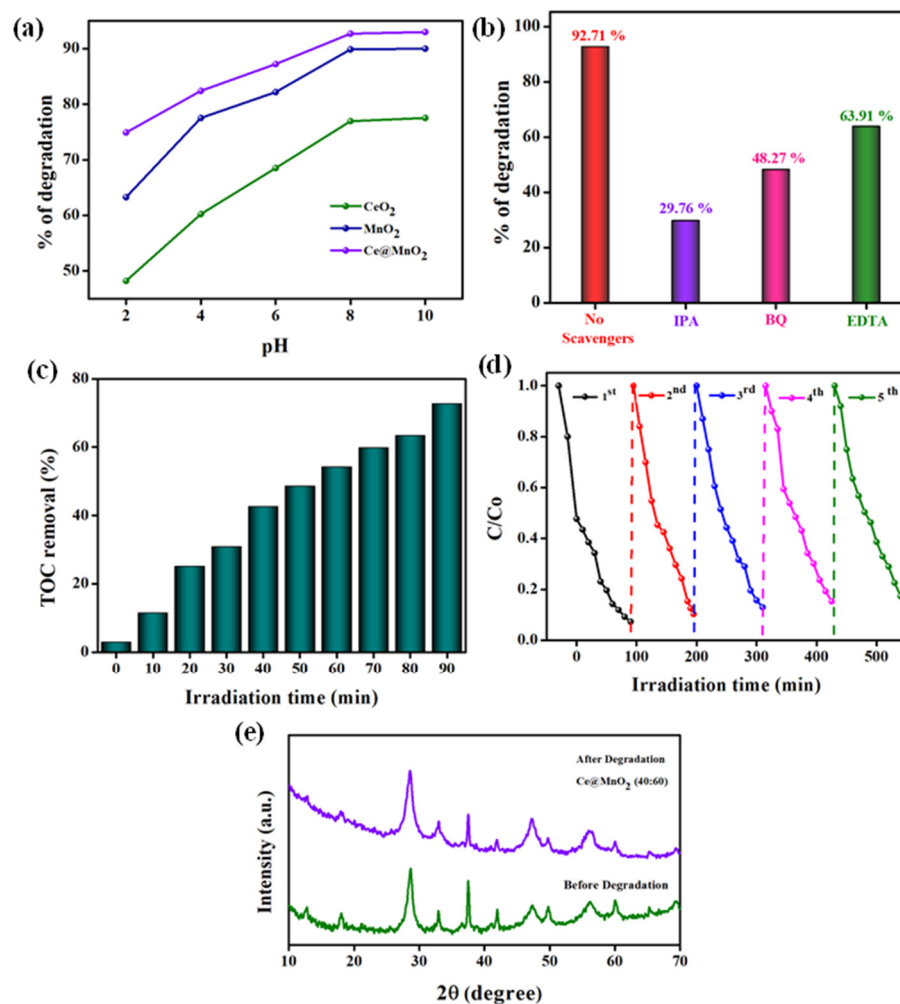 (a)
% of degradation
90
80
70
60
50
CeO₂
MnO₂
Ce@MnO₂
2 4 6 8 10
pH
(b)
% of degradation
100
80
60
40
20
0
92.71 %
29.76 %
48.27 %
63.91 %
No Scavengers
IPA
BQ
EDTA
(c)
TOC removal (%)
80
60
40
20
0
0 10 20 30 40 50 60 70 80 90
Irradiation time (min)
(d)
C/Co
1.0
0.8
0.6
0.4
0.2
0.0
1st 2nd 3rd 4th 5th
0 100 200 300 400 500
Irradiation time (min)
(e)
Intensity (a.u.)
After Degradation
Ce@MnO₂ (40:60)
Before Degradation
10 20 30 40 50 60 70
2θ (degree)